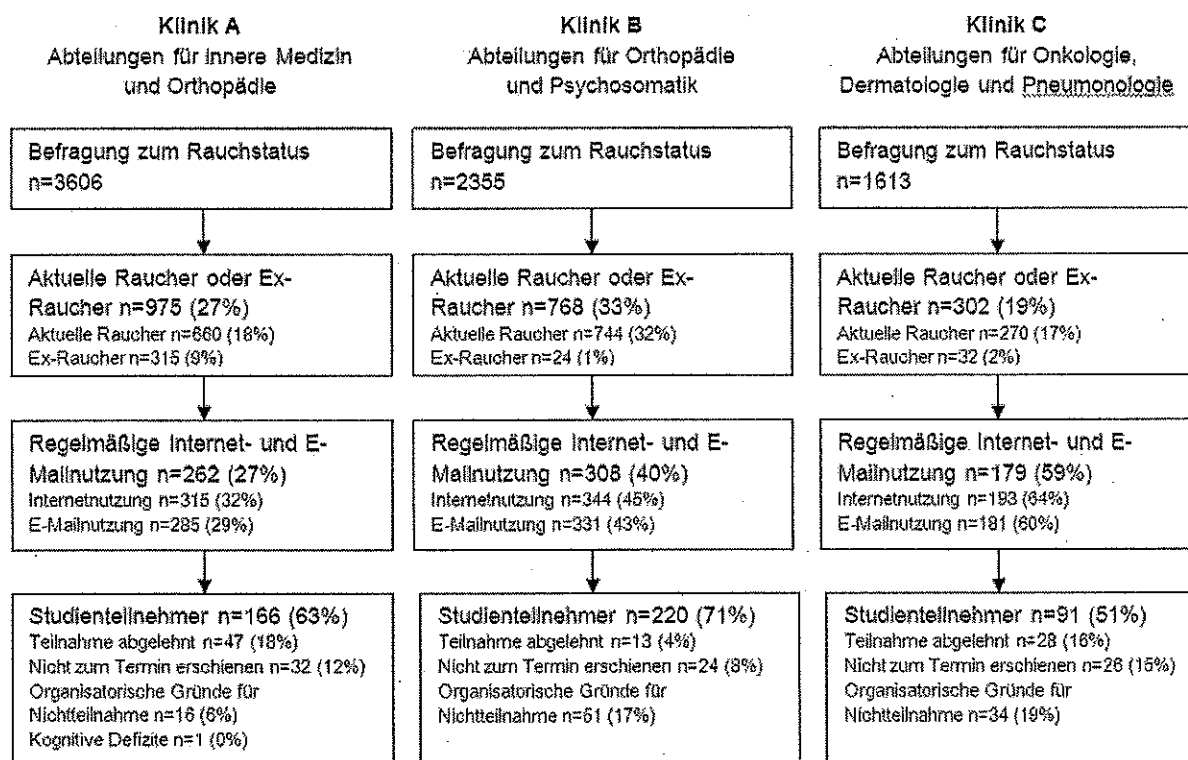 Klinik A
Abteilungen für Innere Medizin
und Orthopädie
Befragung zum Rauchstatus
n=3606
Aktuelle Raucher oder Ex-
Raucher n=975 (27%)
Aktuelle Raucher n=660 (18%)
Ex-Raucher n=315 (9%)
Regelmäßige Internet- und E-
Mailnutzung n=262 (27%)
Internetnutzung n=315 (32%)
E-Mailnutzung n=285 (29%)
Studienteilnehmer n=166 (63%)
Teilnahme abgelehnt n=47 (18%)
Nicht zum Termin erschienen n=32 (12%)
Organisatorische Gründe für
Nichtteilnahme n=16 (6%)
Kognitive Defizite n=1 (0%)
Klinik B
Abteilungen für Orthopädie
und Psychosomatik
Befragung zum Rauchstatus
n=2355
Aktuelle Raucher oder Ex-
Raucher n=768 (33%)
Aktuelle Raucher n=744 (32%)
Ex-Raucher n=24 (1%)
Regelmäßige Internet- und E-
Mailnutzung n=308 (40%)
Internetnutzung n=344 (45%)
E-Mailnutzung n=331 (43%)
Studienteilnehmer n=220 (71%)
Teilnahme abgelehnt n=13 (4%)
Nicht zum Termin erschienen n=24 (8%)
Organisatorische Gründe für
Nichtteilnahme n=51 (17%)
Klinik C
Abteilungen für Onkologie,
Dermatologie und Pneumonologie
Befragung zum Rauchstatus
n=1613
Aktuelle Raucher oder Ex-
Raucher n=302 (19%)
Aktuelle Raucher n=270 (17%)
Ex-Raucher n=32 (2%)
Regelmäßige Internet- und E-
Mailnutzung n=179 (59%)
Internetnutzung n=193 (64%)
E-Mailnutzung n=181 (60%)
Studienteilnehmer n=91 (51%)
Teilnahme abgelehnt n=28 (16%)
Nicht zum Termin erschienen n=26 (15%)
Organisatorische Gründe für
Nichtteilnahme n=34 (19%)